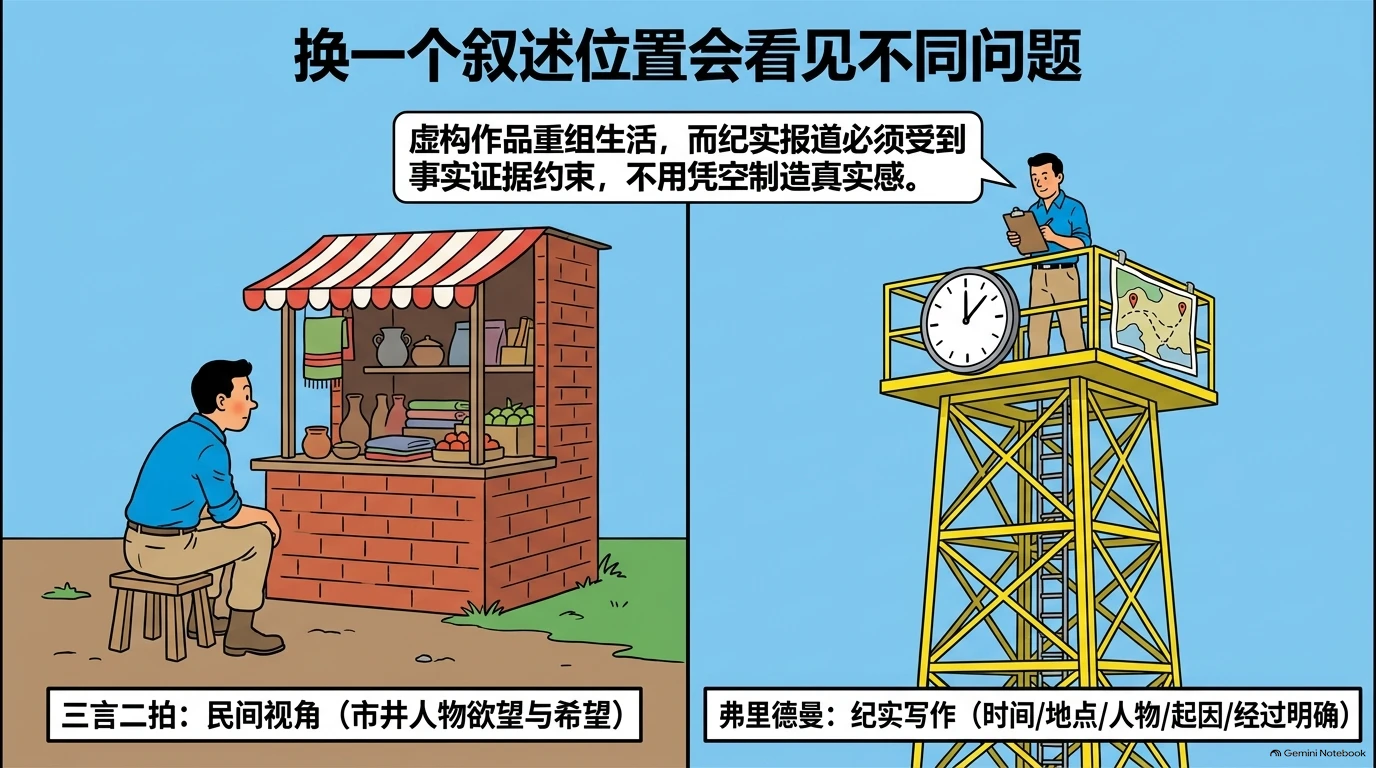 换一个叙述位置会看见不同问题
虚构作品重组生活，而纪实报道必须受到
事实证据约束，不用凭空制造真实感。
三言二拍：民间视角（市井人物欲望与希望）
弗里德曼：纪实写作（时间/地点/人物/起因/经过明确）
Gemini Notebook